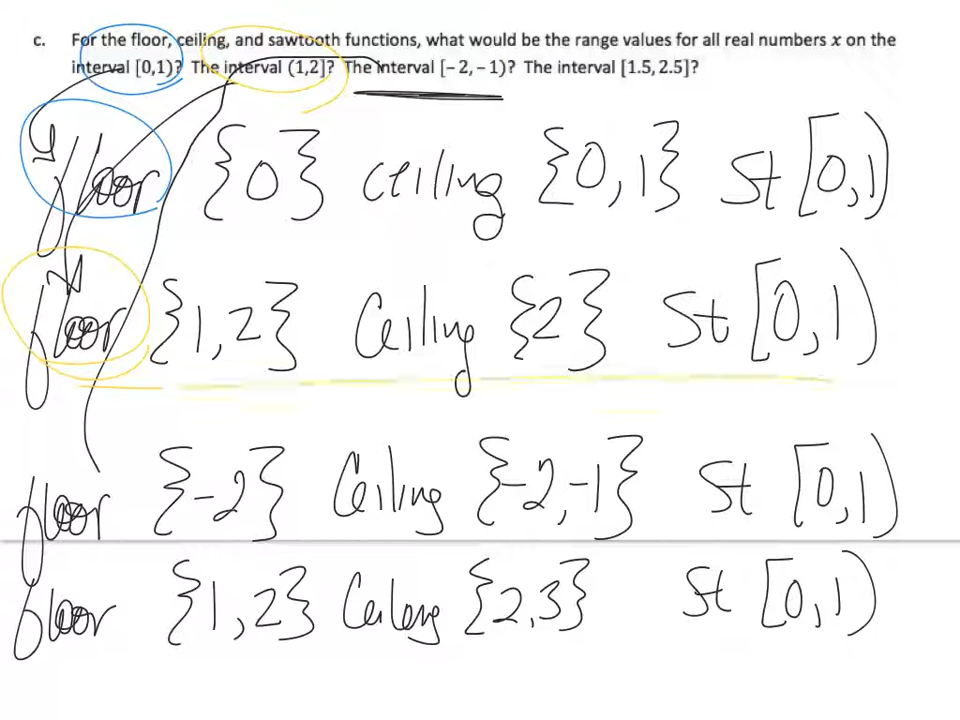 c. For the floor, ceiling, and sawtooth functions, what would be the range values for all real numbers x on the
interval [0,1)? The interval (1,2]? The interval [−2,−1)? The interval [1.5,2.5]?
floor {0} ceiling {0,1} St [0,1)
floor {1,2} Ceiling {2} St [0,1)
floor {-2} Ceiling {-2,-1} St [0,1)
floor {1,2} Ceiling {2,3} St [0,1)